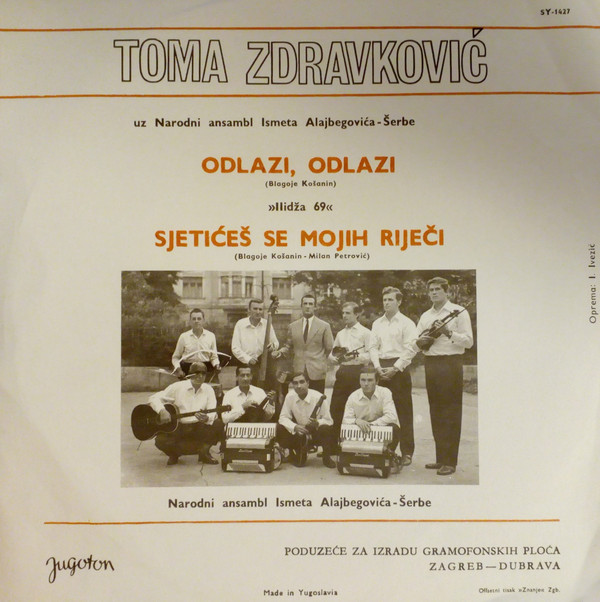 SY-1427
TOMA ZDRAVKOVIĆ
uz Narodni ansambl Ismeta Alajbegovića-Šerbe
ODLAZI, ODLAZI
(Blagoje Košanin)
»Ilidža 69«
SJETIĆEŠ SE MOJIH RIJEČI
(Blagoje Košanin - Milan Petrović)
Oprema: I. Ivezić
Narodni ansambl Ismeta Alajbegovića-Šerbe
Jugoton
PODUZEĆE ZA IZRADU GRAMOFONSKIH PLOČA
ZAGREB—DUBRAVA
Made in Yugoslavia
Offsetni tisak »Znanje« Zgb.